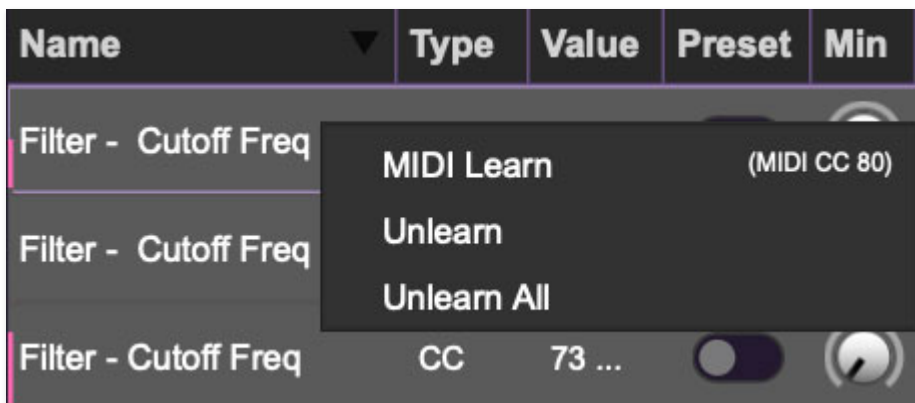 Name Type Value Preset Min
Filter - Cutoff Freq
MIDI Learn (MIDI CC 80)
Unlearn
Filter - Cutoff Freq
Unlearn All
Filter - Cutoff Freq CC 73 ...